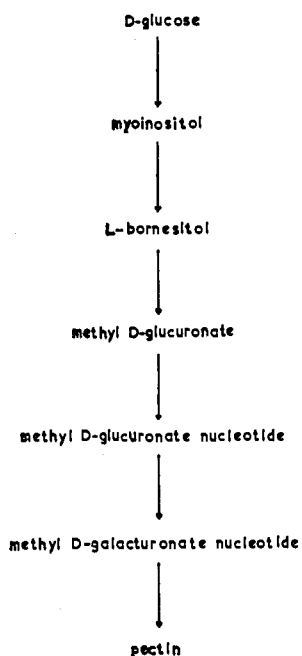 D-glucose
myoinositol
L-bornesitol
methyl D-glucuronate
methyl D-glucuronate nucleotide
methyl D-galacturonate nucleotide
pectin